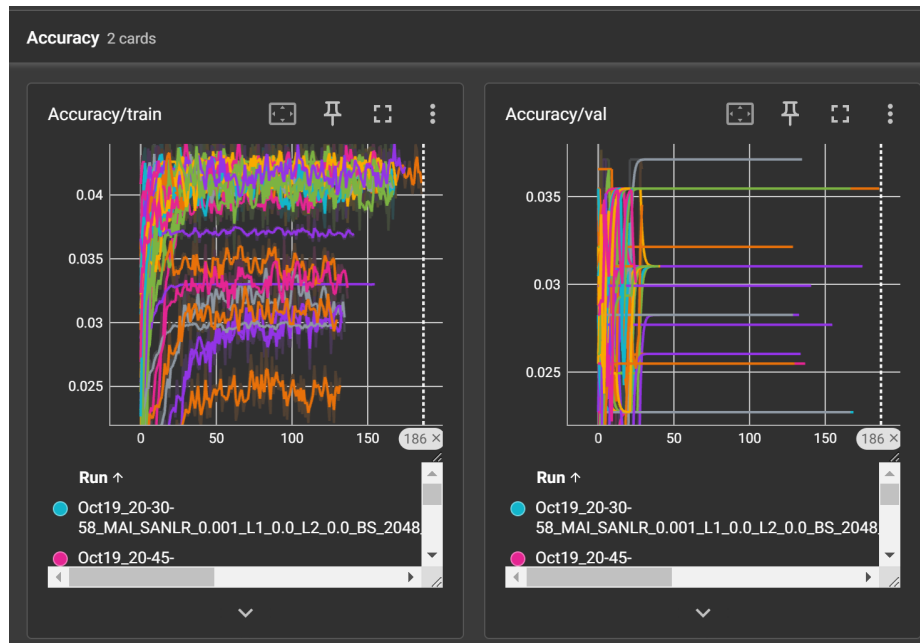 Accuracy 2 cards
Accuracy/train
0.04
0.035
0.03
0.025
0 50 100 150
186 ×
Run ↑
Oct19_20-30-
58_MAI_SANLR_0.001_L1_0.0_L2_0.0_BS_2048_
Oct19_20-45-
Accuracy/val
0.035
0.03
0.025
0 50 100 150
186 ×
Run ↑
Oct19_20-30-
58_MAI_SANLR_0.001_L1_0.0_L2_0.0_BS_2048_
Oct19_20-45-